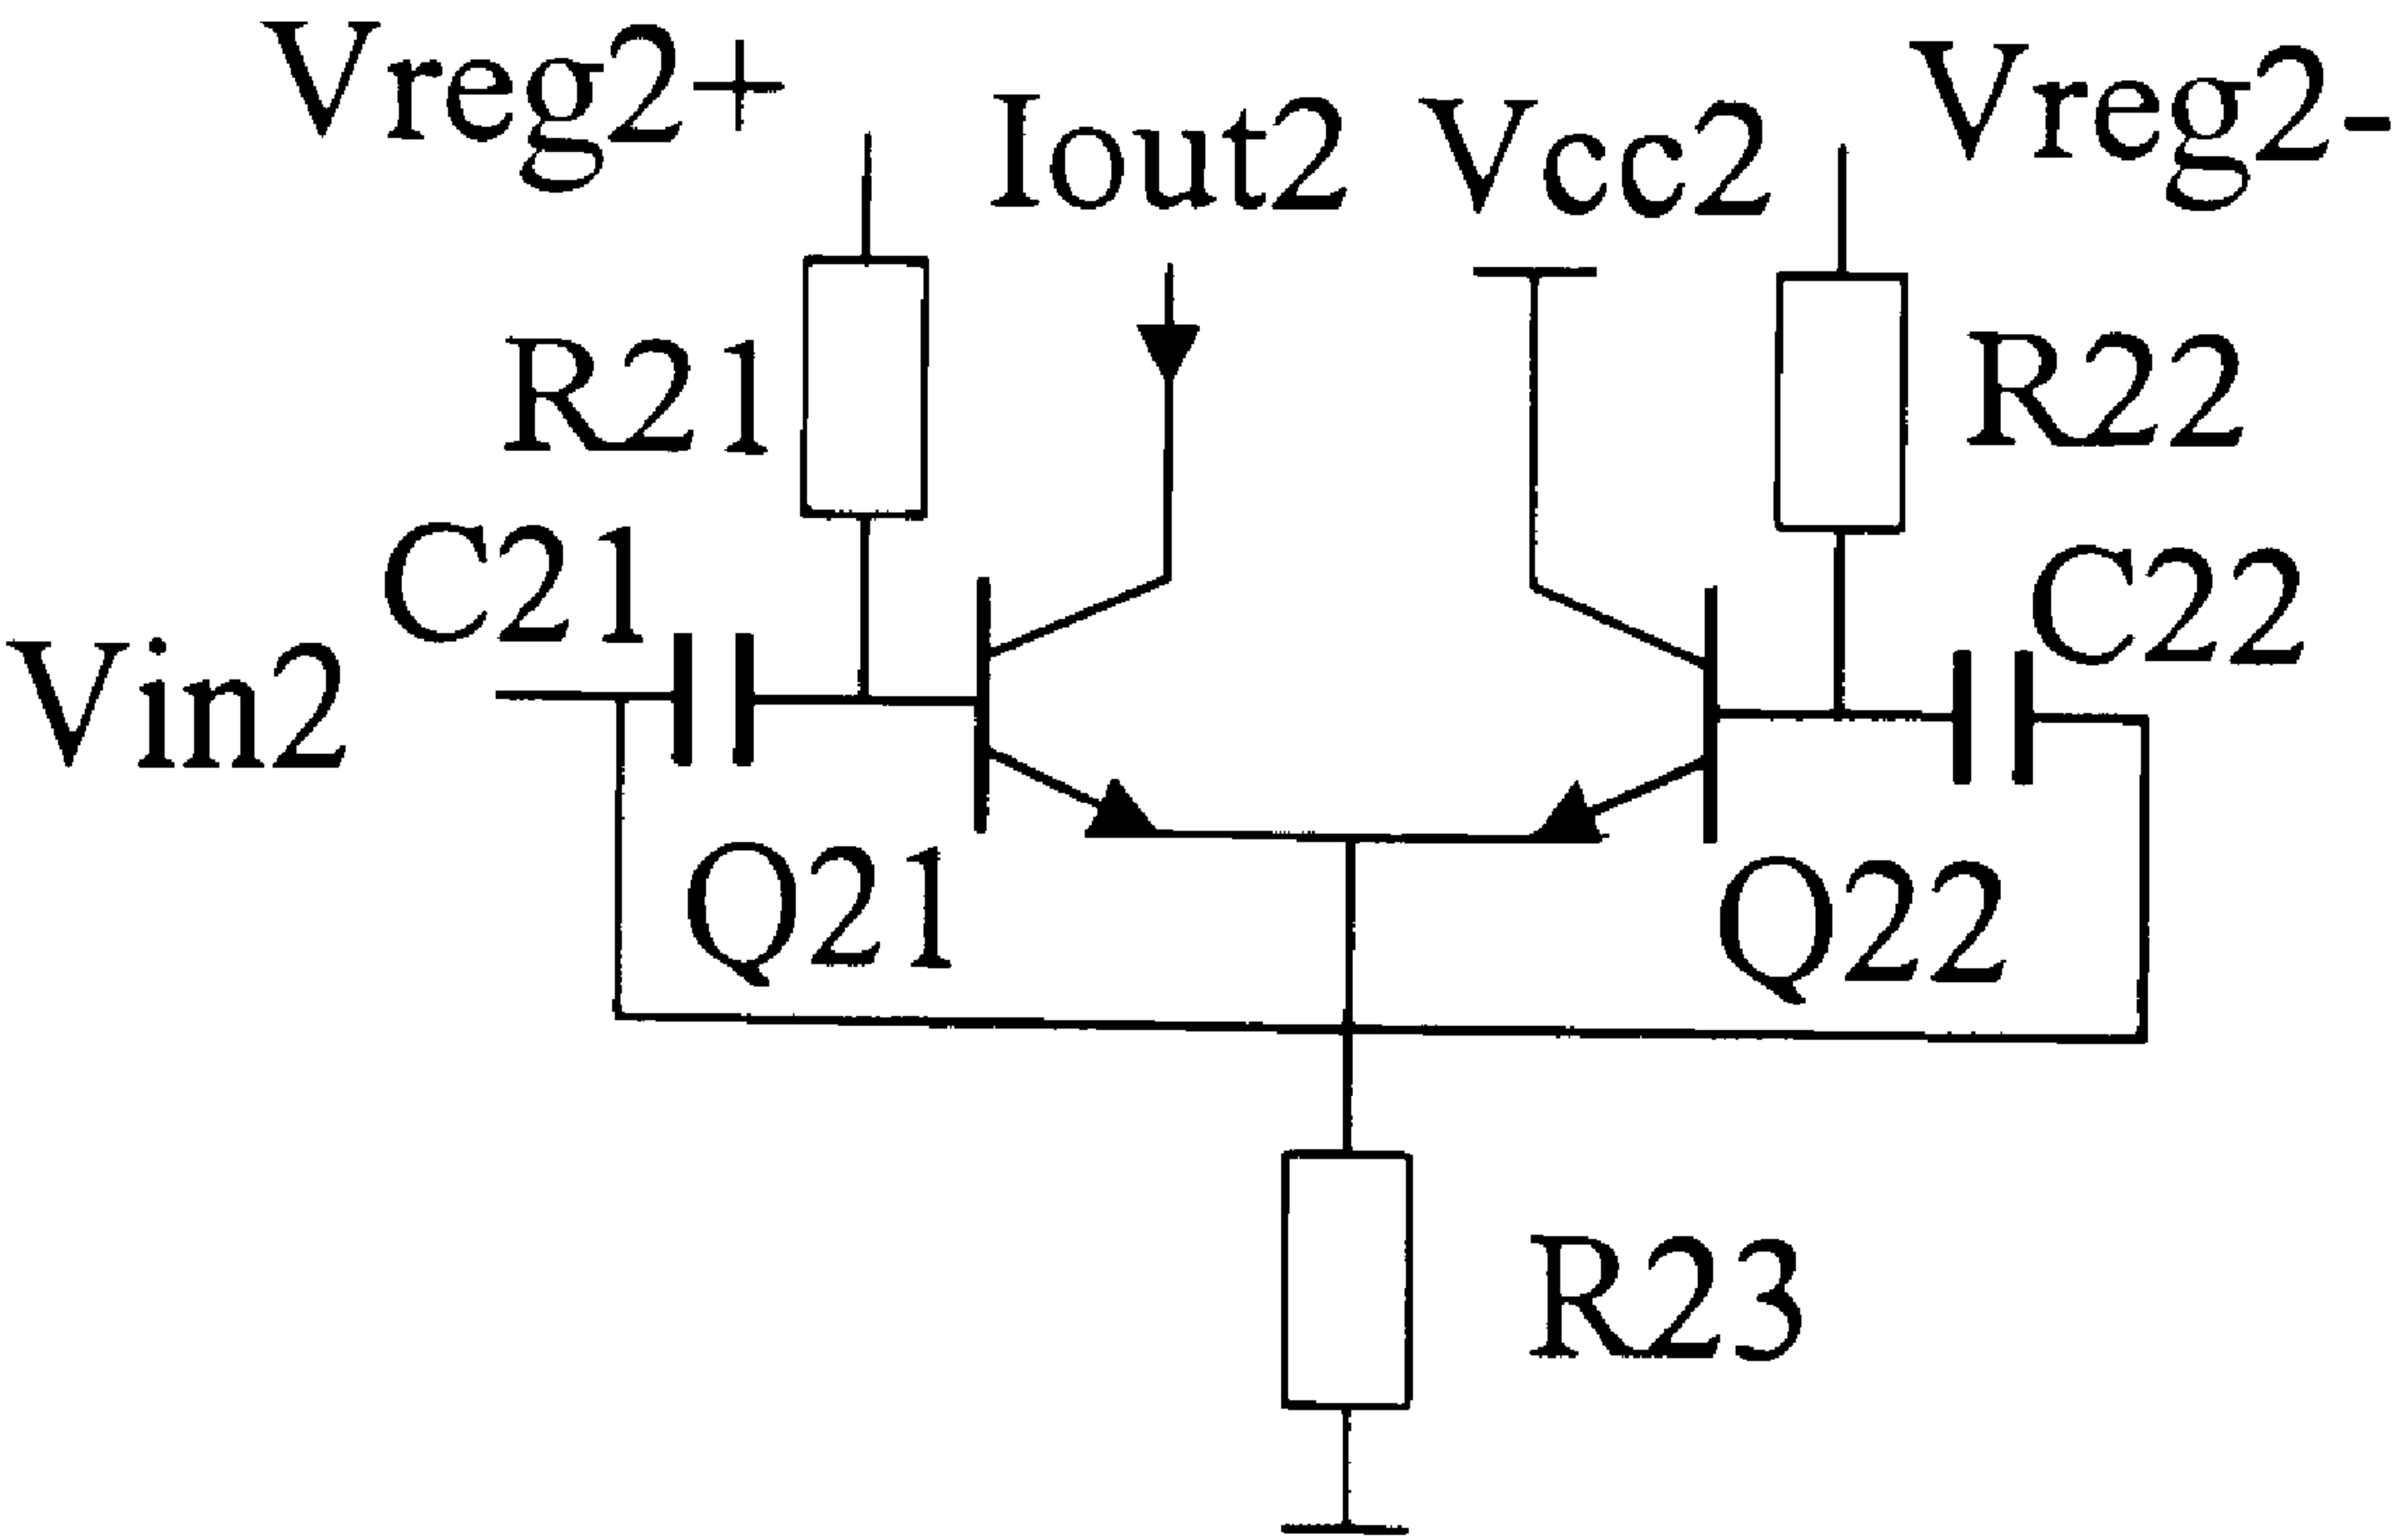 Vreg2+
Iout2
Vcc2
Vreg2-
R21
R22
C21
C22
Vin2
Q21
Q22
R23